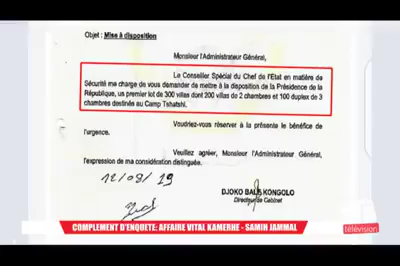 Objet : Mise à disposition
Monsieur l'Administrateur Général,
Le Conseiller Spécial du Chef de l'Etat en matière de
Sécurité me charge de vous demander de mettre à la disposition de la Présidence de la
République, un premier lot de 300 villas dont 200 villas de 2 chambres et 100 duplex de 3
chambres destinés au Camp Tshatshi.
Voudriez-vous réserver à la présente le bénéfice de
l'urgence.
Veuillez agréer, Monsieur l'Administrateur Général,
l'expression de ma considération distinguée.
12/09/19
DJOKO BALE KONGOLO
Directeur de Cabinet
COMPLEMENT D'ENQUETE: AFFAIRE VITAL KAMERHE - SAMIH JAMMAL
télévision